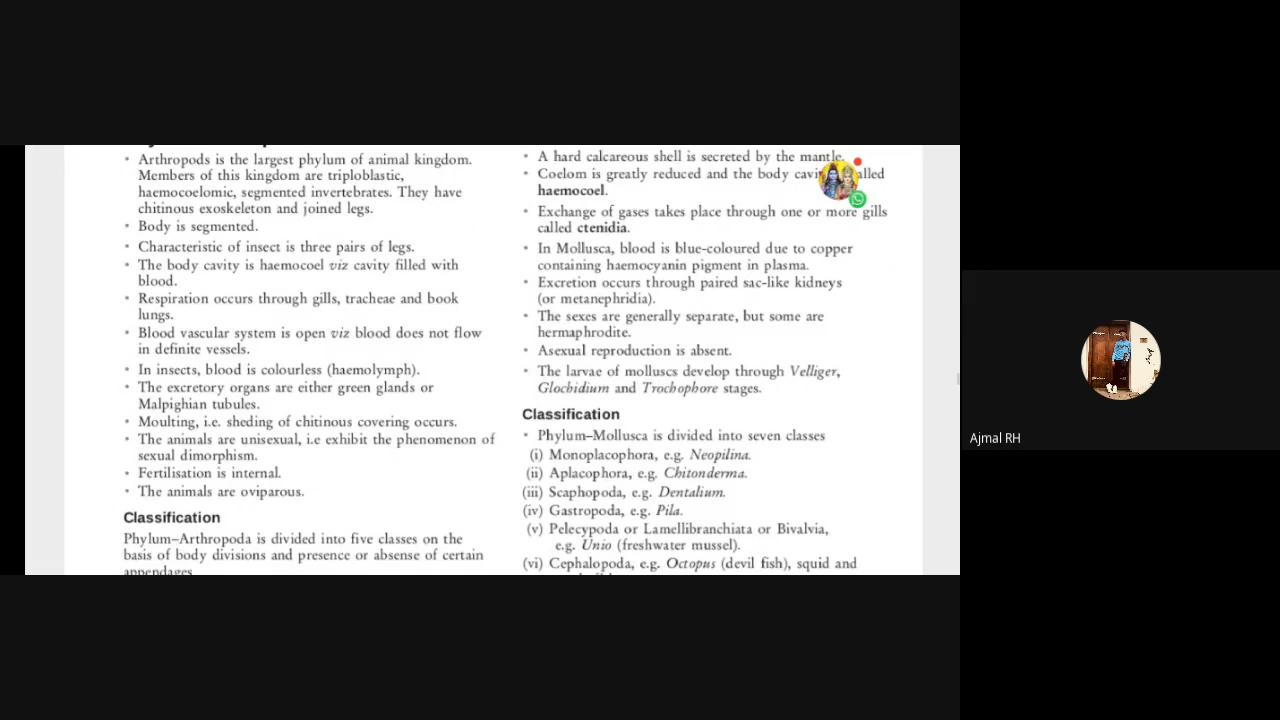 • Arthropods is the largest phylum of animal kingdom.
Members of this kingdom are triploblastic,
haemocoelomic, segmented invertebrates. They have
chitinous exoskeleton and joined legs.
• Body is segmented.
• Characteristic of insect is three pairs of legs.
• The body cavity is haemocoel viz cavity filled with
blood.
• Respiration occurs through gills, tracheae and book
lungs.
• Blood vascular system is open viz blood does not flow
in definite vessels.
• In insects, blood is colourless (haemolymph).
• The excretory organs are either green glands or
Malpighian tubules.
• Moulting, i.e. sheding of chitinous covering occurs.
• The animals are unisexual, i.e exhibit the phenomenon of
sexual dimorphism.
• Fertilisation is internal.
• The animals are oviparous.
Classification
Phylum–Arthropoda is divided into five classes on the
basis of body divisions and presence or absense of certain
appendages
• A hard calcareous shell is secreted by the mantle.
• Coelom is greatly reduced and the body
haemocoel.
• Exchange of gases takes place through one or more gills
called ctenidia.
• In Mollusca, blood is blue-coloured due to copper
containing haemocyanin pigment in plasma.
• Excretion occurs through paired sac-like kidneys
(or metanephridia).
• The sexes are generally separate, but some are
hermaphrodite.
• Asexual reproduction is absent.
• The larvae of molluscs develop through Velliger,
Glochidium and Trochophore stages.
Classification
• Phylum–Mollusca is divided into seven classes
(i) Monoplacophora, e.g. Neopilina.
(ii) Aplacophora, e.g. Chitonderma.
(iii) Scaphopoda, e.g. Dentalium.
(iv) Gastropoda, e.g. Pila.
(v) Pelecypoda or Lamellibranchiata or Bivalvia,
e.g. Unio (freshwater mussel).
(vi) Cephalopoda, e.g. Octopus (devil fish), squid and
Ajmal RH